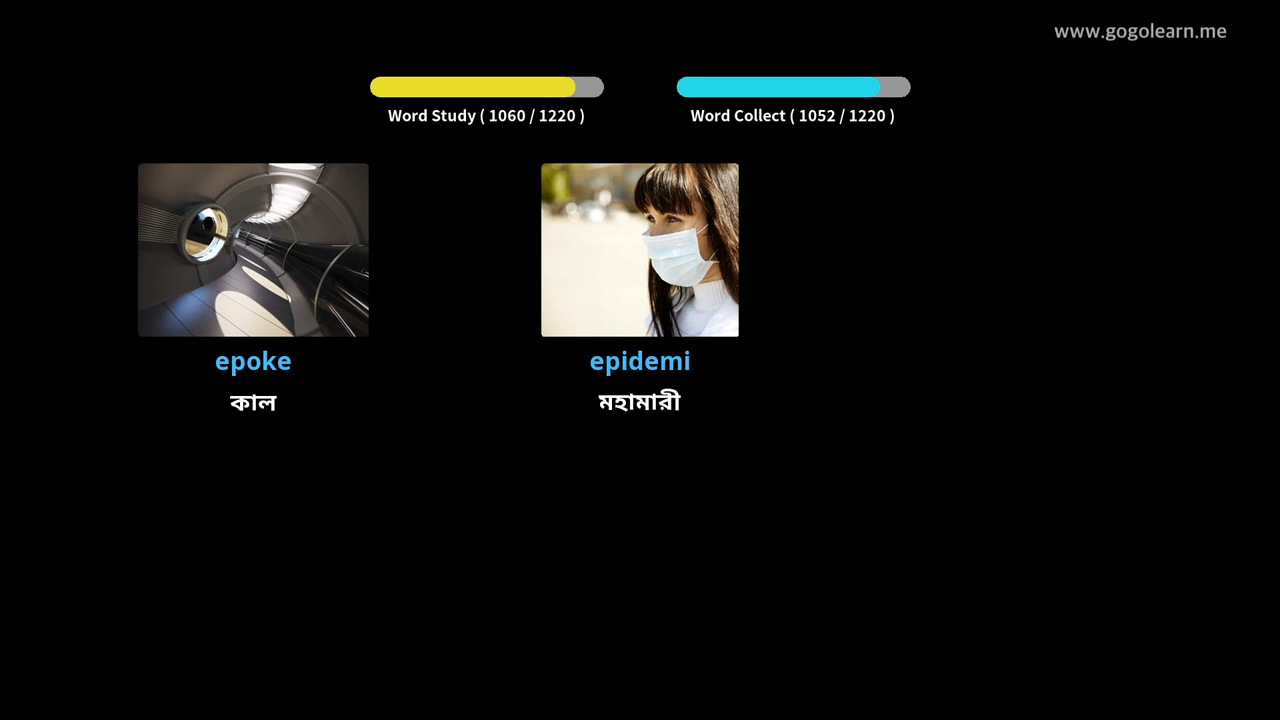 www.gogolearn.me
Word Study ( 1060 / 1220 )
Word Collect ( 1052 / 1220 )
epoke
কাল
epidemi
মহামারী